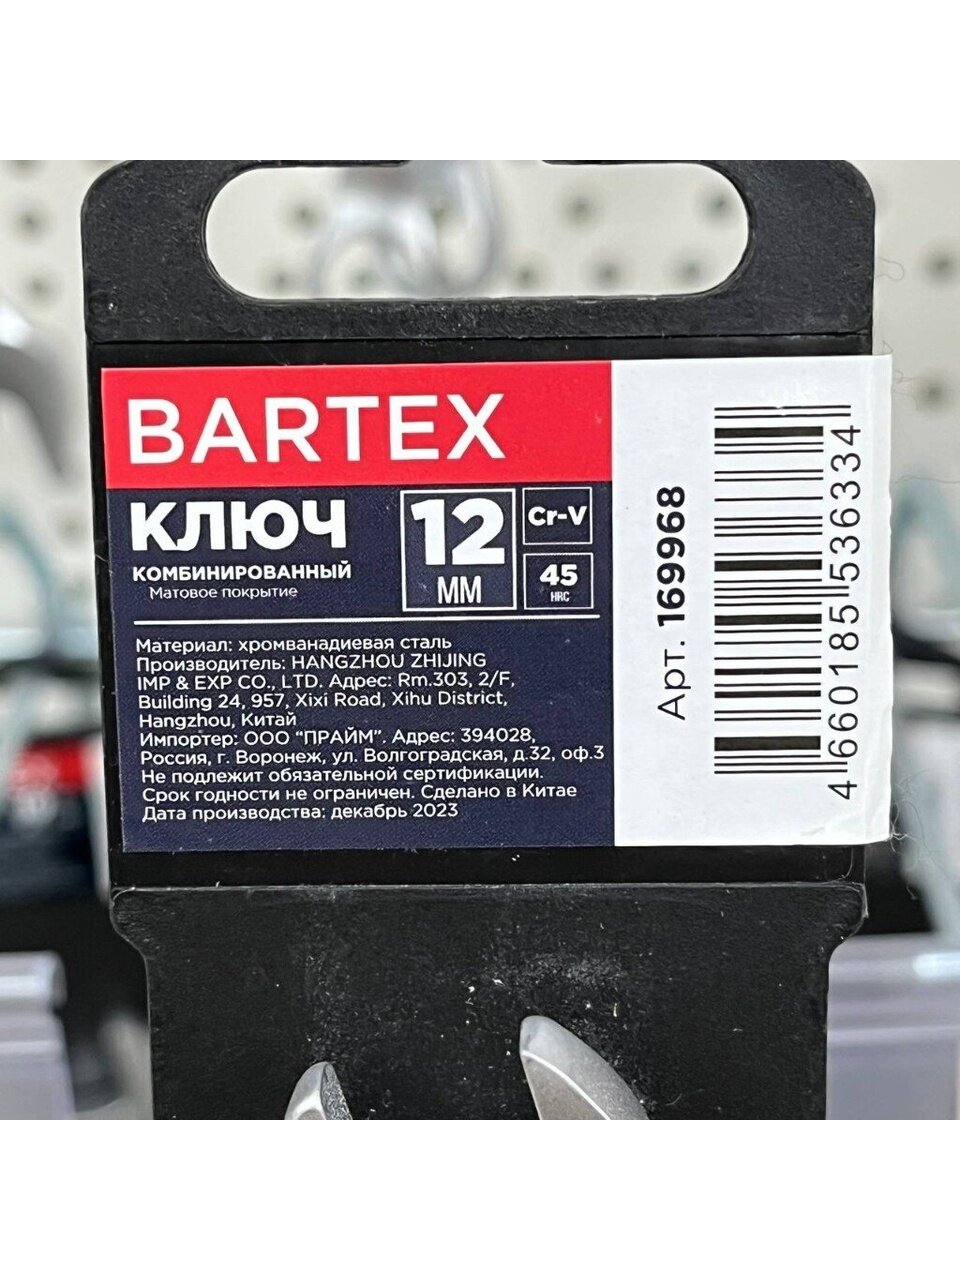 BARTEX
КЛЮЧ
КОМБИНИРОВАННЫЙ
Матовое покрытие
12
ММ
Cr-V
45
HRC
Материал: хромванадиевая сталь
Производитель: HANGZHOU ZHIJING
IMP & EXP CO., LTD. Адрес: Rm.303, 2/F,
Building 24, 957, Xixi Road, Xihu District,
Hangzhou, Китай
Импортер: ООО "ПРАЙМ". Адрес: 394028,
Россия, г. Воронеж, ул. Волгоградская, д.32, оф.3
Не подлежит обязательной сертификации.
Срок годности не ограничен. Сделано в Китае
Дата производства: декабрь 2023
Арт. 169968
4 660185 536334